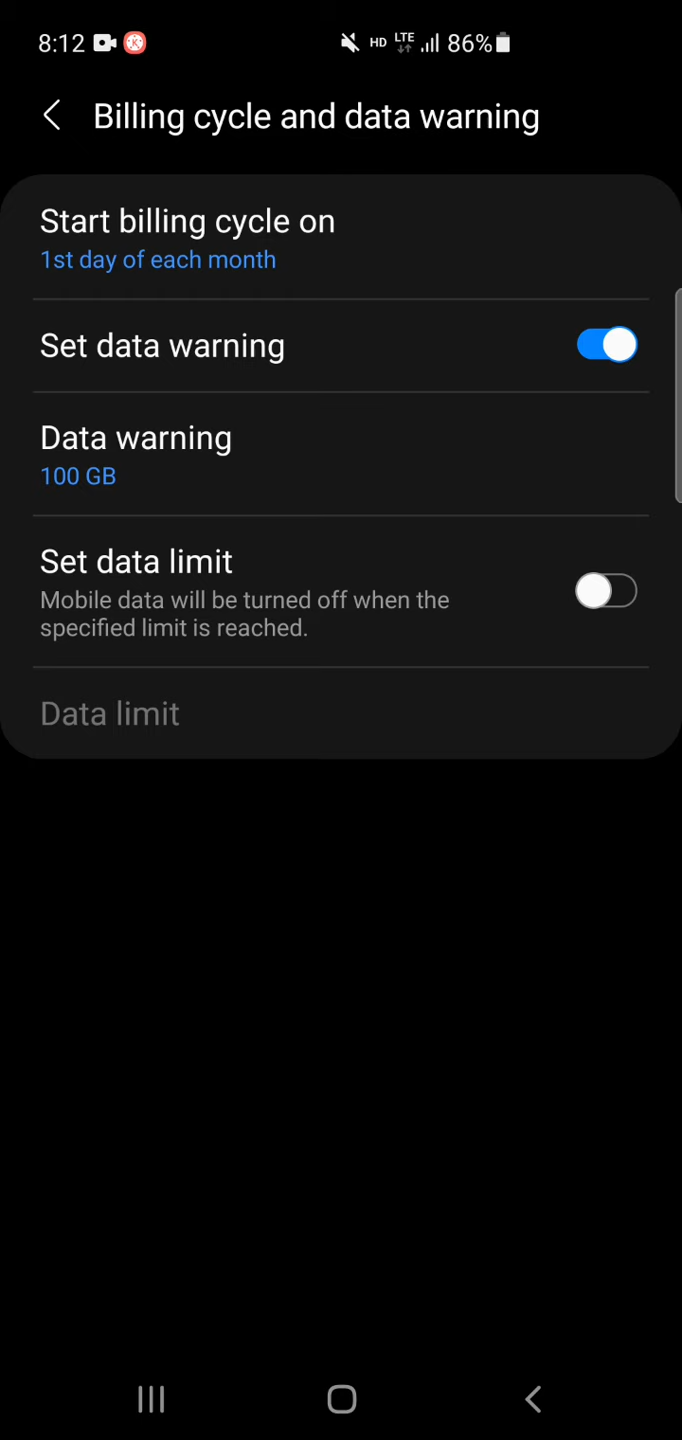 8:12 HD LTE 86%
Billing cycle and data warning
Start billing cycle on
1st day of each month
Set data warning
Data warning
100 GB
Set data limit
Mobile data will be turned off when the
specified limit is reached.
Data limit